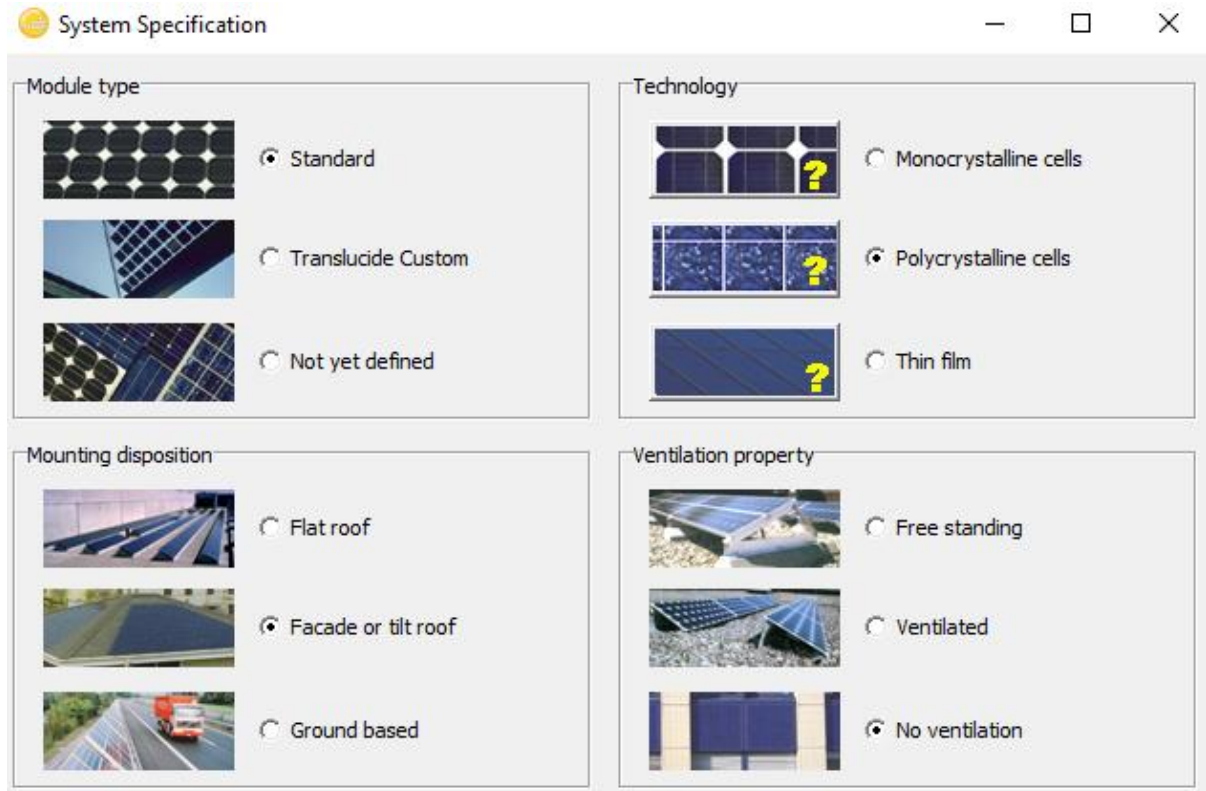 System Specification
Module type
Standard
Translucide Custom
Not yet defined
Technology
?
Monocrystalline cells
?
Polycrystalline cells
?
Thin film
Mounting disposition
Flat roof
Facade or tilt roof
Ground based
Ventilation property
Free standing
Ventilated
No ventilation